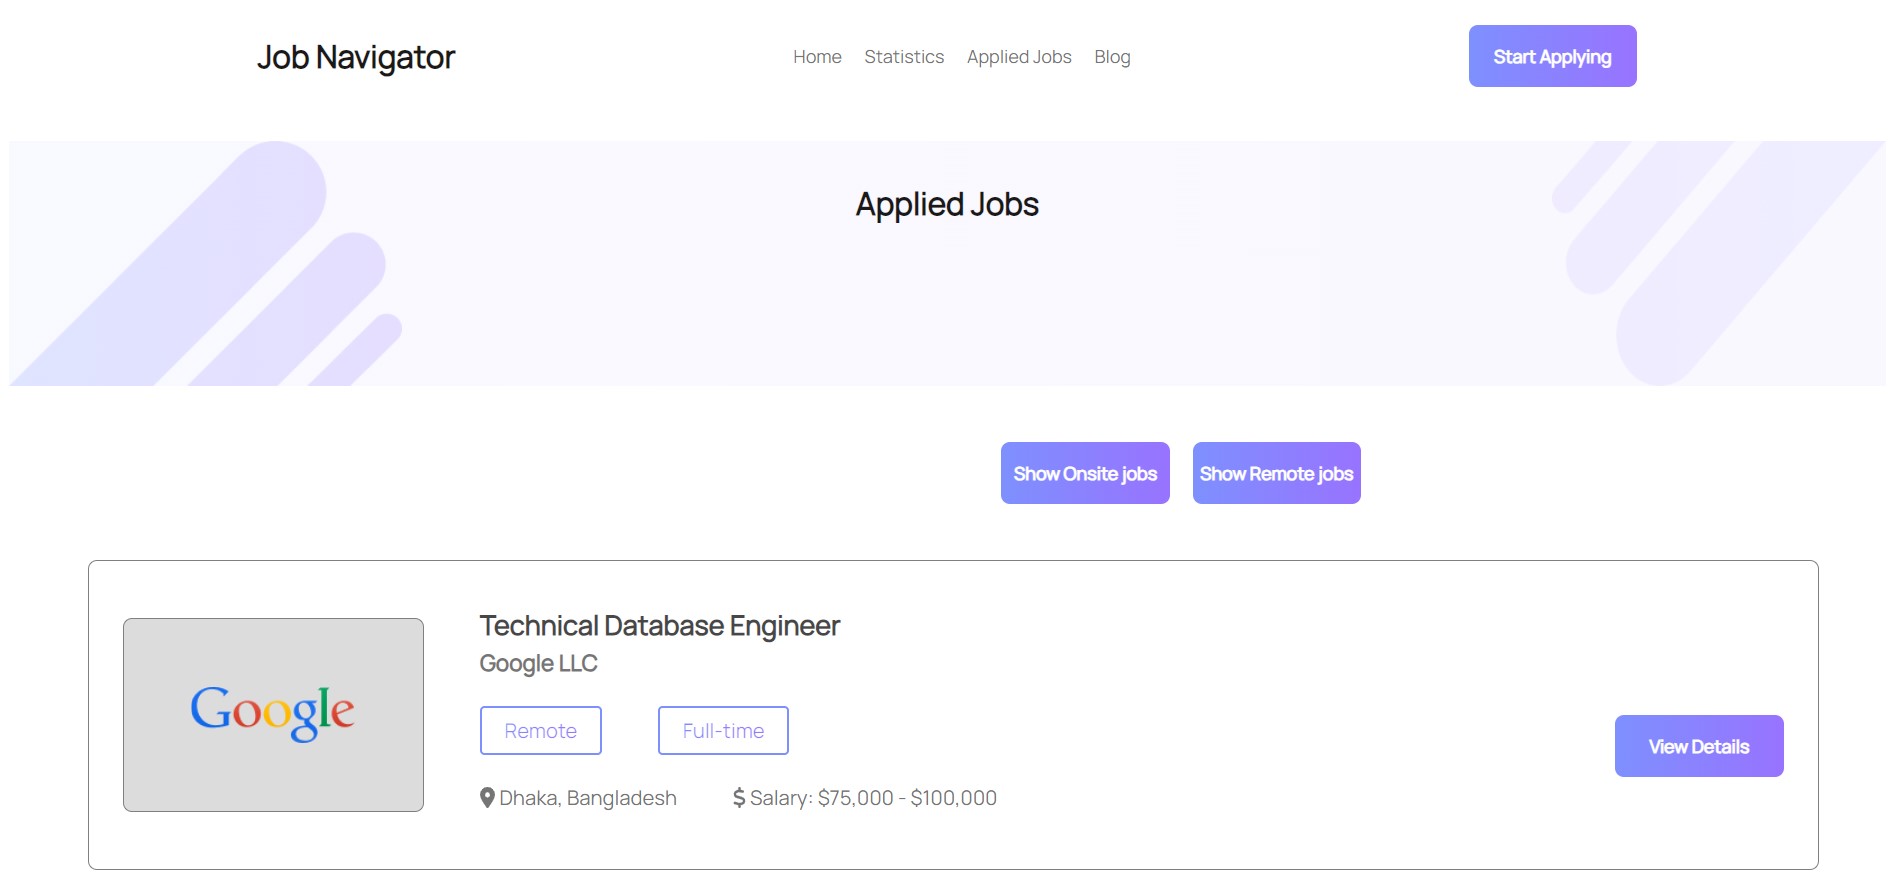 Job Navigator
Home Statistics Applied Jobs Blog
Start Applying
Applied Jobs
Show Onsite jobs
Show Remote jobs
Google
Technical Database Engineer
Google LLC
Remote
Full-time
Dhaka, Bangladesh
$ Salary: $75,000 - $100,000
View Details